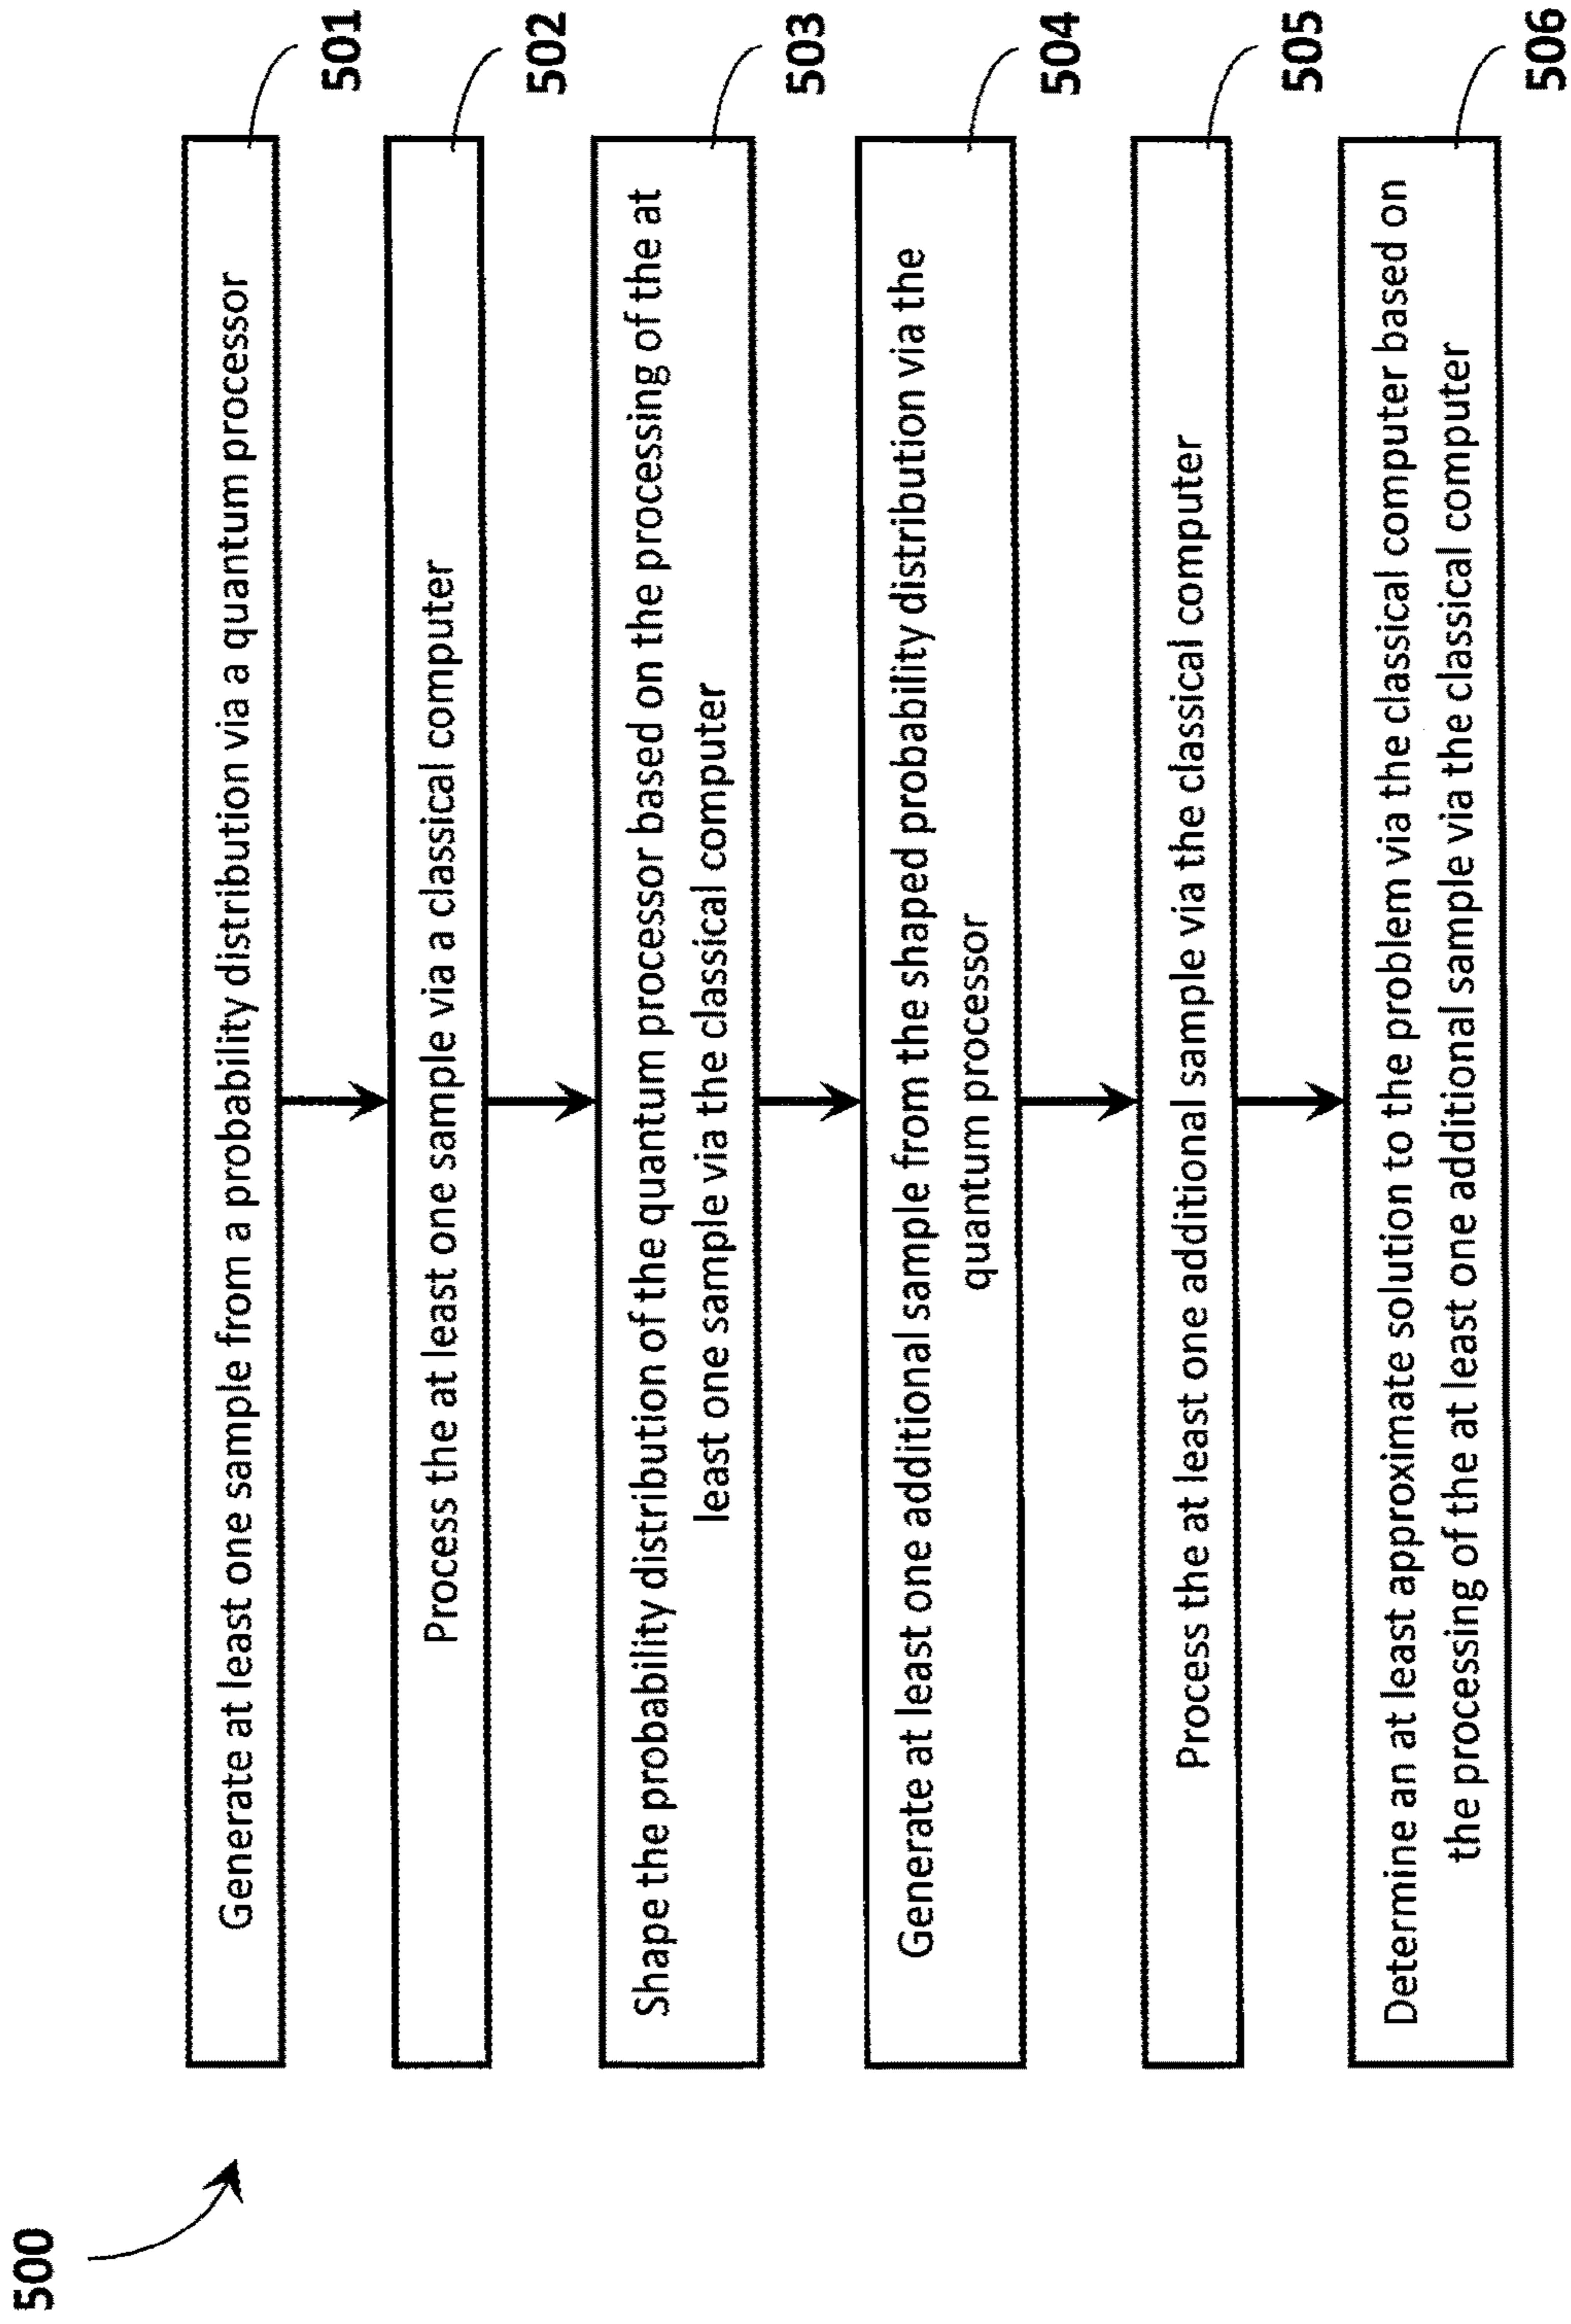 500
Generate at least one sample from a probability distribution via a quantum processor
501
Process the at least one sample via a classical computer
502
Shape the probability distribution of the quantum processor based on the processing of the at
least one sample via the classical computer
503
Generate at least one additional sample from the shaped probability distribution via the
quantum processor
504
Process the at least one additional sample via the classical computer
505
Determine an at least approximate solution to the problem via the classical computer based on
the processing of the at least one additional sample via the classical computer
506